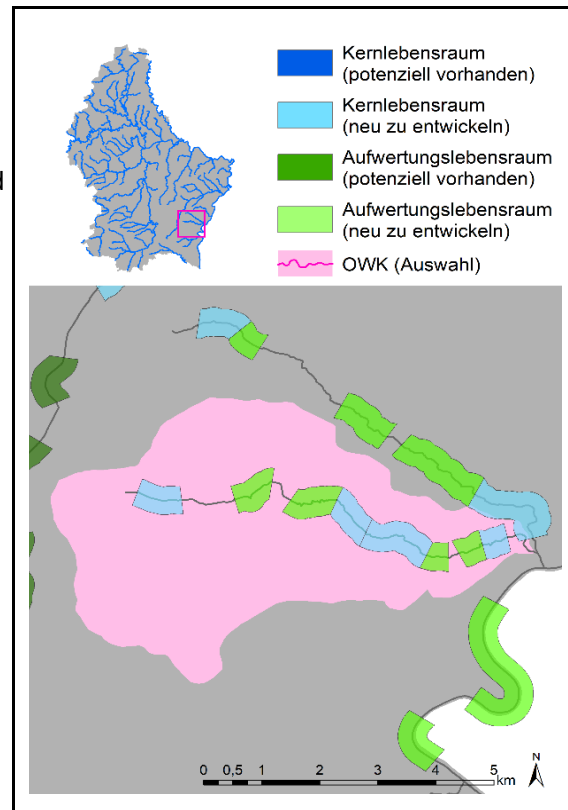 Kernlebensraum
(potenziell vorhanden)
Kernlebensraum
(neu zu entwickeln)
Aufwertungslebensraum
(potenziell vorhanden)
Aufwertungslebensraum
(neu zu entwickeln)
OWK (Auswahl)
d
N
0 0,5 1 2 3 4 5
km